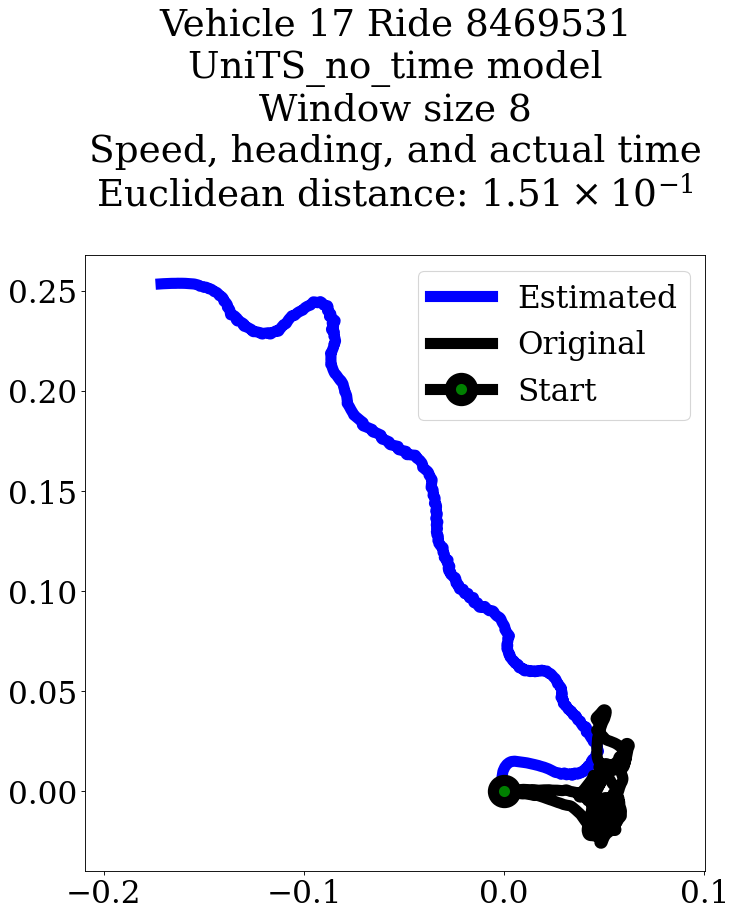 Vehicle 17 Ride 8469531
UniTS_no_time model
Window size 8
Speed, heading, and actual time
Euclidean distance: 1.51 × 10⁻¹
Estimated
Original
Start
0.25
0.20
0.15
0.10
0.05
0.00
−0.2
−0.1
0.0
0.1